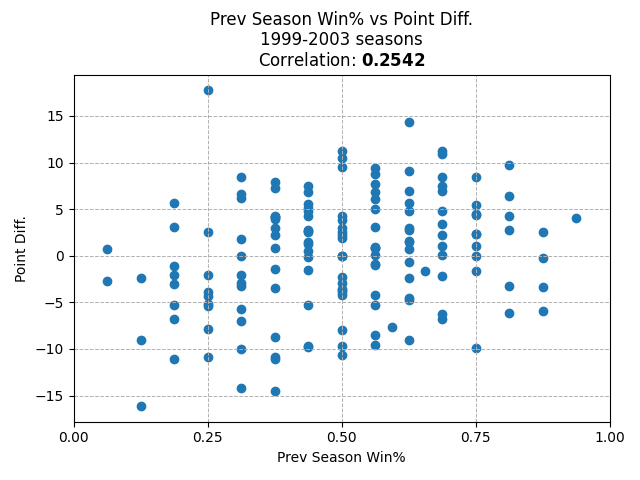 Prev Season Win% vs Point Diff.
1999-2003 seasons
Correlation: 0.2542
15
10
5
0
−5
−10
−15
Point Diff.
0.00 0.25 0.50 0.75 1.00
Prev Season Win%